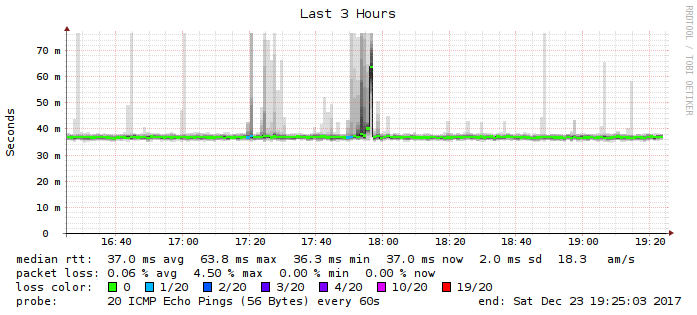 Last 3 Hours
RRDTOOL / TOBI OETIKER
Seconds
70 m
60 m
50 m
40 m
30 m
20 m
10 m
0
16:40 17:00 17:20 17:40 18:00 18:20 18:40 19:00 19:20
median rtt: 37.0 ms avg 63.8 ms max 36.3 ms min 37.0 ms now 2.0 ms sd 18.3 am/s
packet loss: 0.06 % avg 4.50 % max 0.00 % min 0.00 % now
loss color: 0 1/20 2/20 3/20 4/20 10/20 19/20
probe: 20 ICMP Echo Pings (56 Bytes) every 60s end: Sat Dec 23 19:25:03 2017